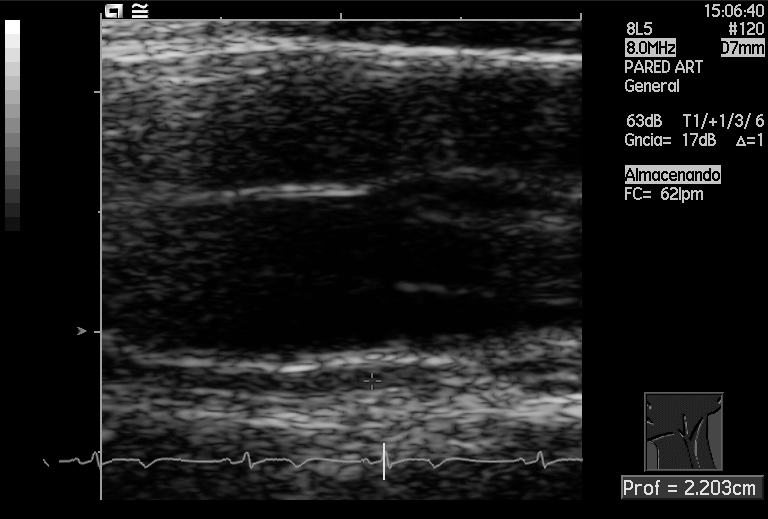 15:06:40
8L5 #120
8.0MHz 07mm
PARED ART
General
63dB T1/+1/3/ 6
Gncia= 17dB Δ=1
Almacenando
FC= 62lpm
Prof = 2.203cm